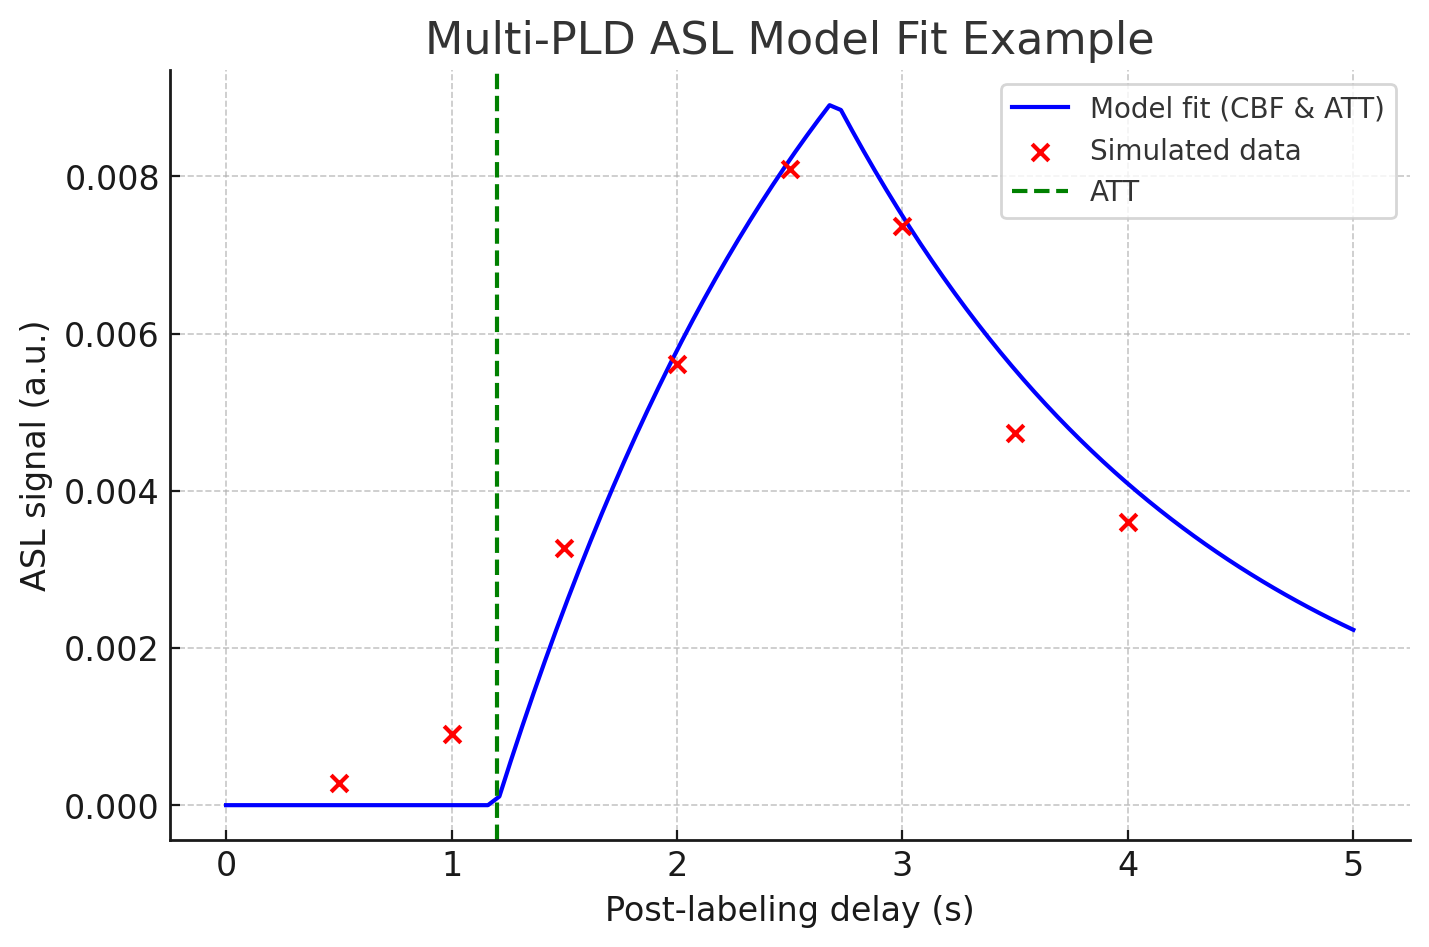 Multi-PLD ASL Model Fit Example
Model fit (CBF & ATT)
Simulated data
ATT
ASL signal (a.u.)
0.008
0.006
0.004
0.002
0.000
0 1 2 3 4 5
Post-labeling delay (s)